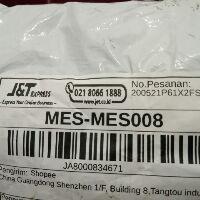 J&T EXPRESS
Express Your Online Business
021 8066 1888
www.jet.co.id
No.Pesanan:
200521P61X2FS
MES-MES008
JA8000834671
Pengirim: Shopee
China Guangdong Shenzhen 1/F, Building 8,Tangtou indus